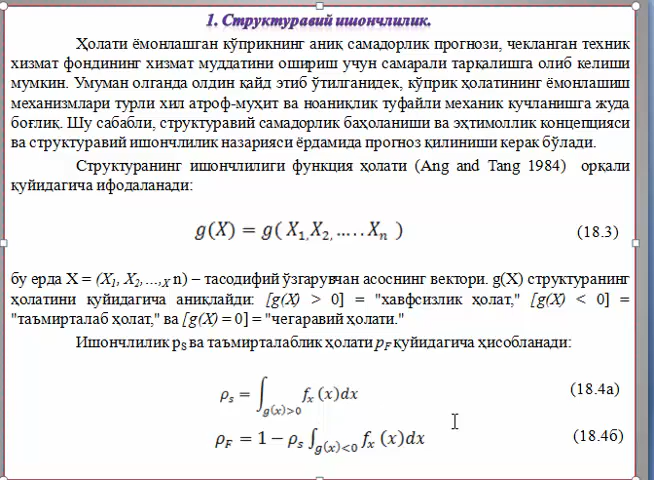 1. Структуравий ишончлилик.
Ҳолати ёмонлашган кўприкнинг аниқ самадорлик прогнози, чекланган техник
хизмат фондининг хизмат муддатини ошириш учун самарали тарқалишга олиб келиши
мумкин. Умуман олганда олдин қайд этиб ўтилганидек, кўприк ҳолатининг ёмонлашиш
механизмлари турли хил атроф-муҳит ва ноаниқлик туфайли механик кучланишга жуда
боғлиқ. Шу сабабли, структуравий самадорлик баҳоланиши ва эҳтимоллик концепцияси
ва структуравий ишончлилик назарияси ёрдамида прогноз қилиниши керак бўлади.
Структуранинг ишончлилиги функция ҳолати (Ang and Tang 1984) орқали
қуйидагича ифодаланади:
g(X) = g( X₁, X₂, ..... Xₙ ) (18.3)
бу ерда X = (X₁, X₂, ..., X n) – тасодифий ўзгарувчан асоснинг вектори. g(X) структуранинг
ҳолатини қуйидагича аниқлайди: [g(X) > 0] = "хавфсизлик ҳолат," [g(X) < 0] =
"таъмирталаб ҳолат," ва [g(X) = 0] = "чегаравий ҳолати."
Ишончлилик pS ва таъмирталаблик ҳолати pF қуйидагича ҳисобланади:
ρₛ = ∫g(x)>0 fₓ (x)dx (18.4а)
ρF = 1 − ρₛ ∫g(x)<0 fₓ (x)dx (18.4б)